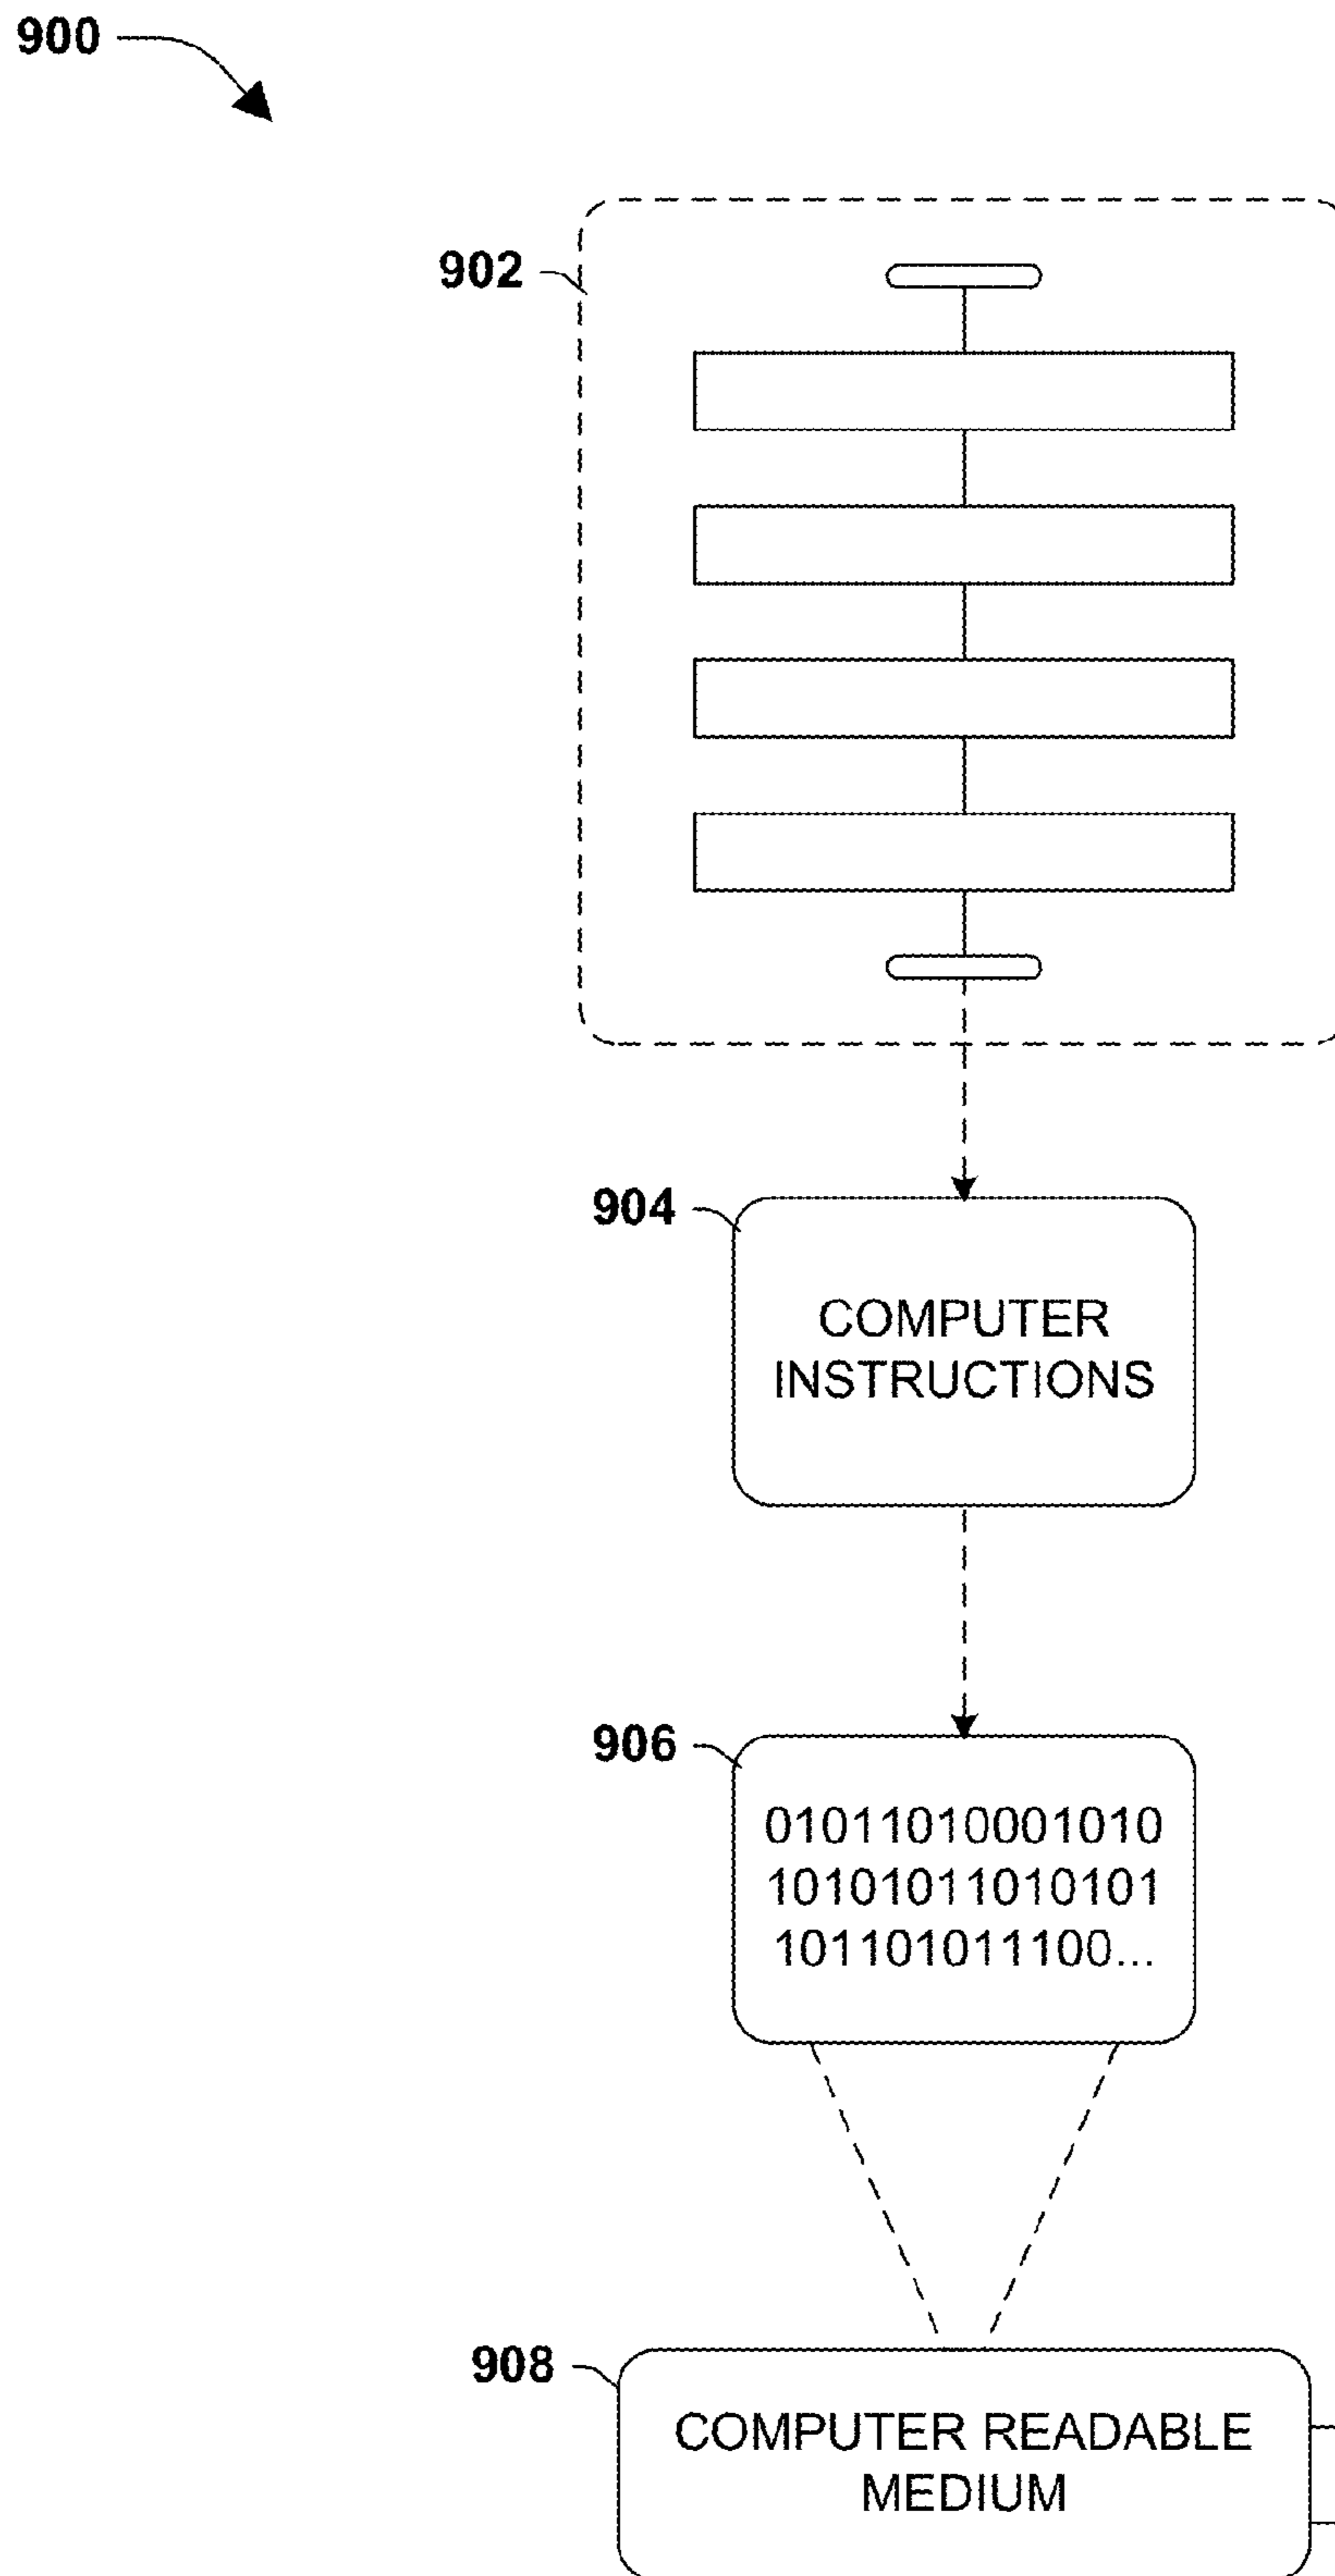 900
902
904
COMPUTER
INSTRUCTIONS
906
01011010001010
10101011010101
101101011100...
908
COMPUTER READABLE
MEDIUM